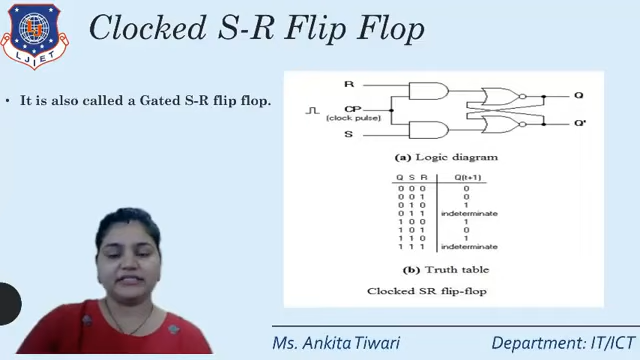 Clocked S-R Flip Flop
LJIET
• It is also called a Gated S-R flip flop.
R
Q
CP
(clock pulse)
S
Q'
(a) Logic diagram
Q S R Q(t+1)
0 0 0 0
0 0 1 0
0 1 0 1
0 1 1 indeterminate
1 0 0 1
1 0 1 0
1 1 0 1
1 1 1 indeterminate
(b) Truth table
Clocked SR flip-flop
Ms. Ankita Tiwari
Department: IT/ICT